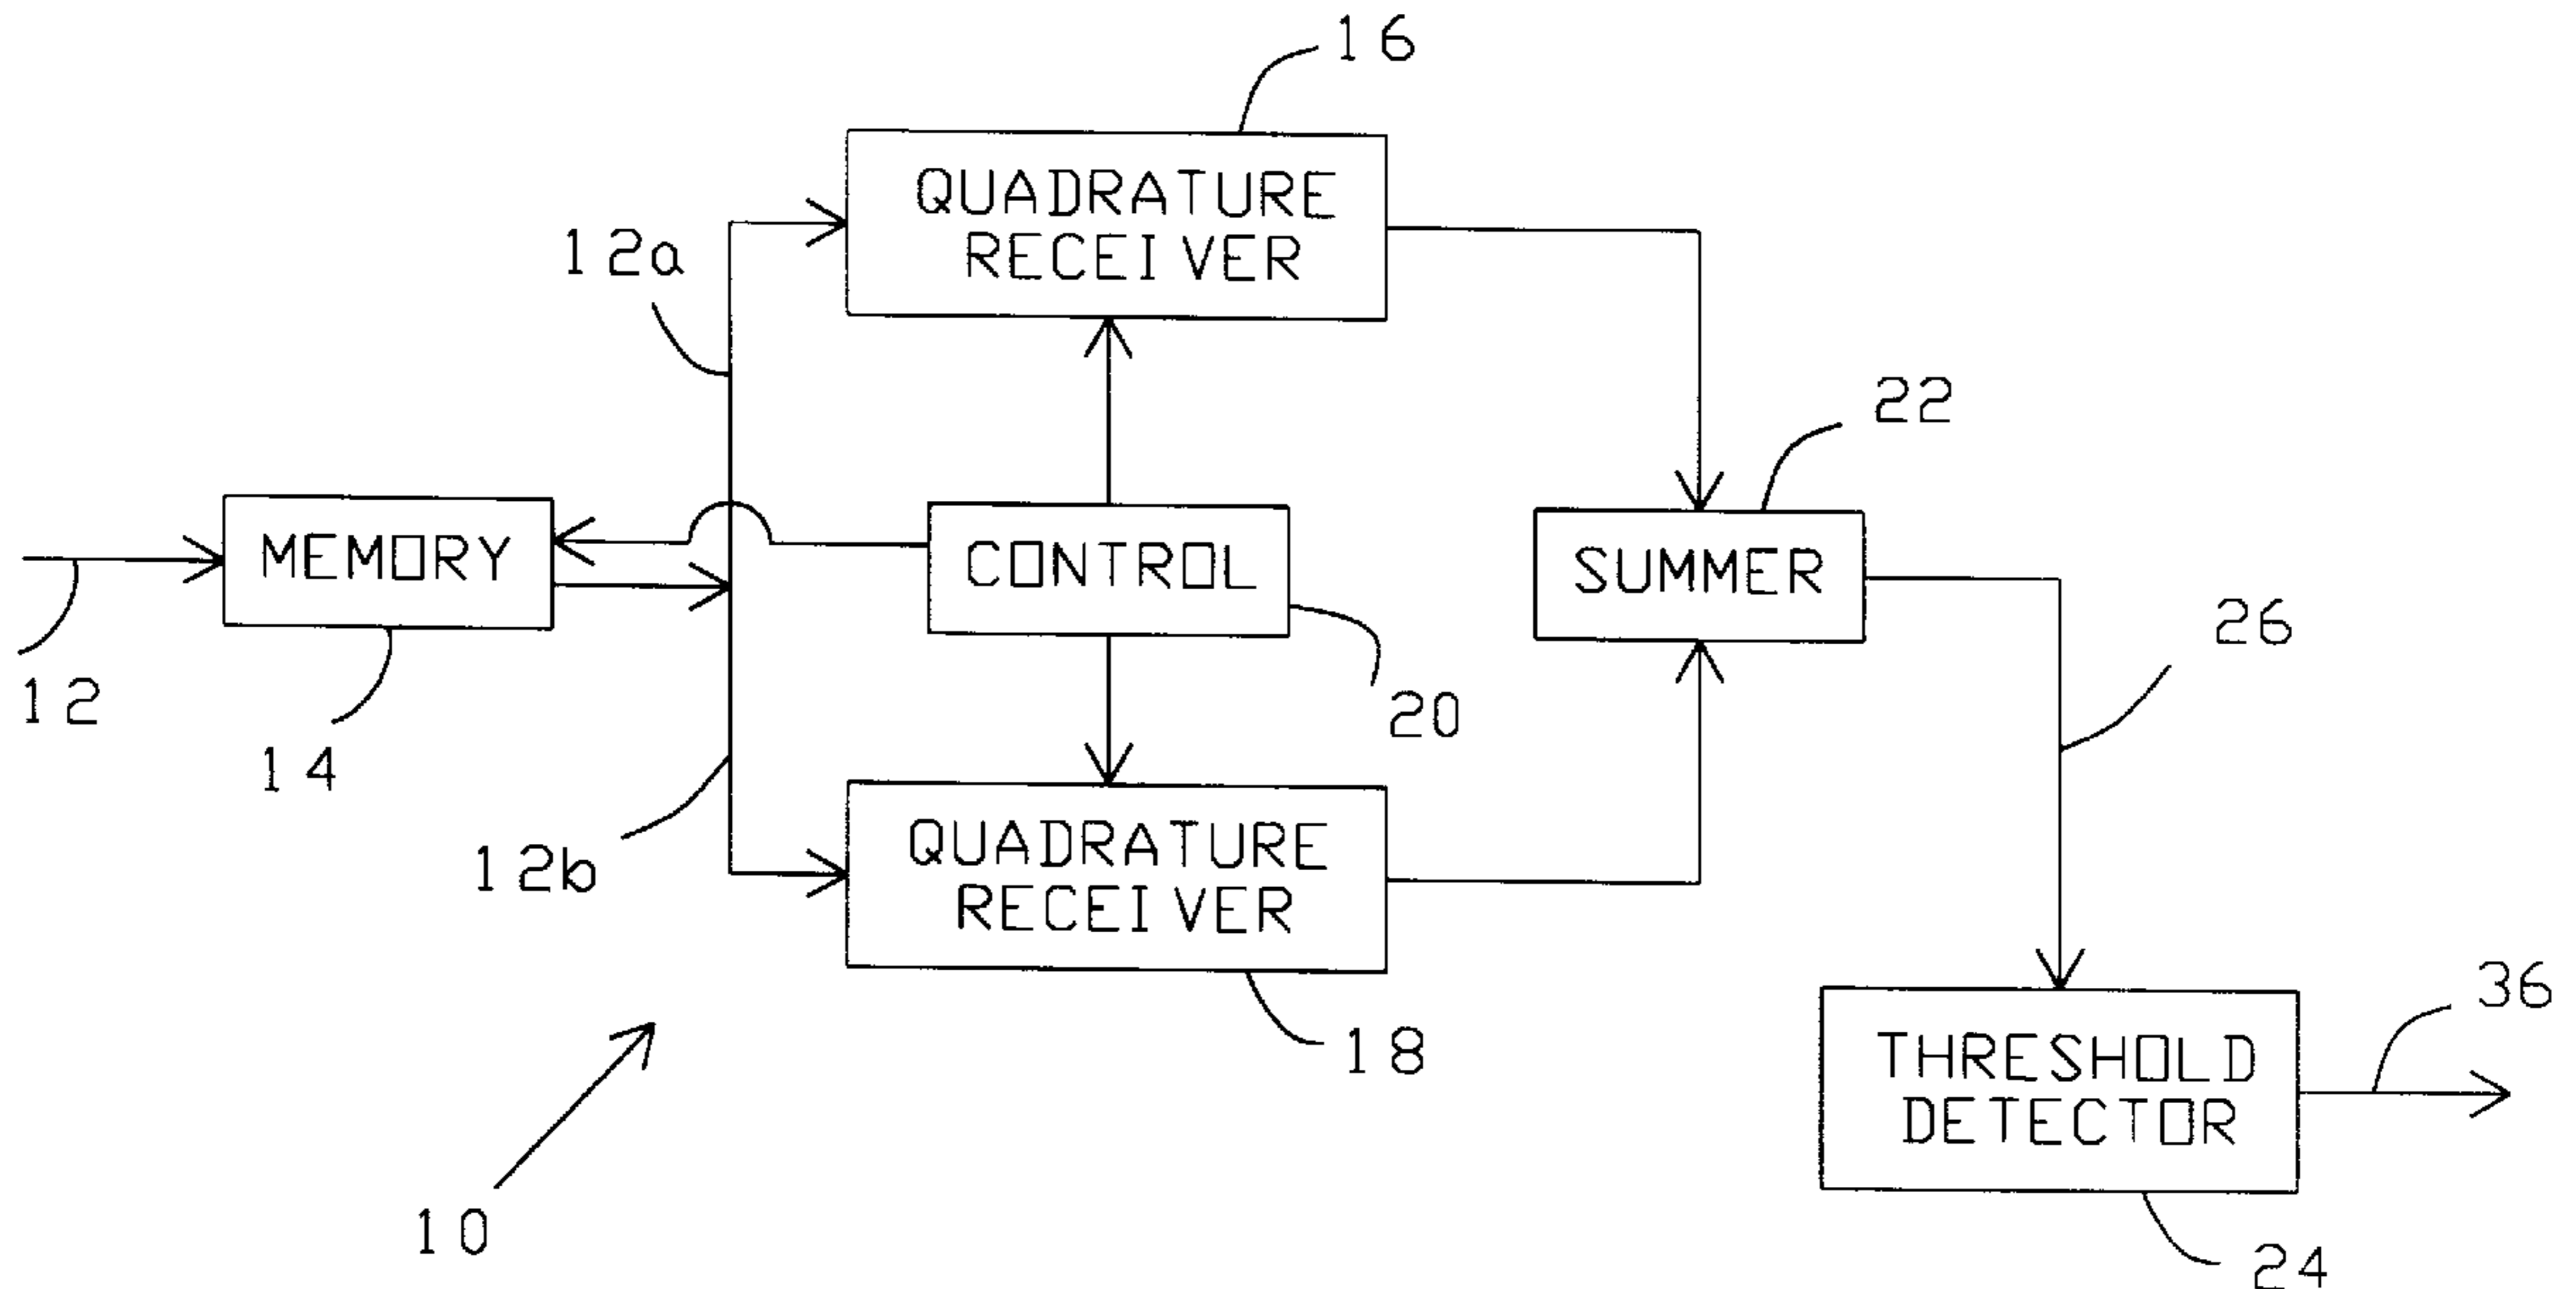 16
QUADRATURE
RECEIVER
12a
22
MEMORY
CONTROL
SUMMER
26
12
20
14
12b
QUADRATURE
RECEIVER
36
18
THRESHOLD
DETECTOR
10
24